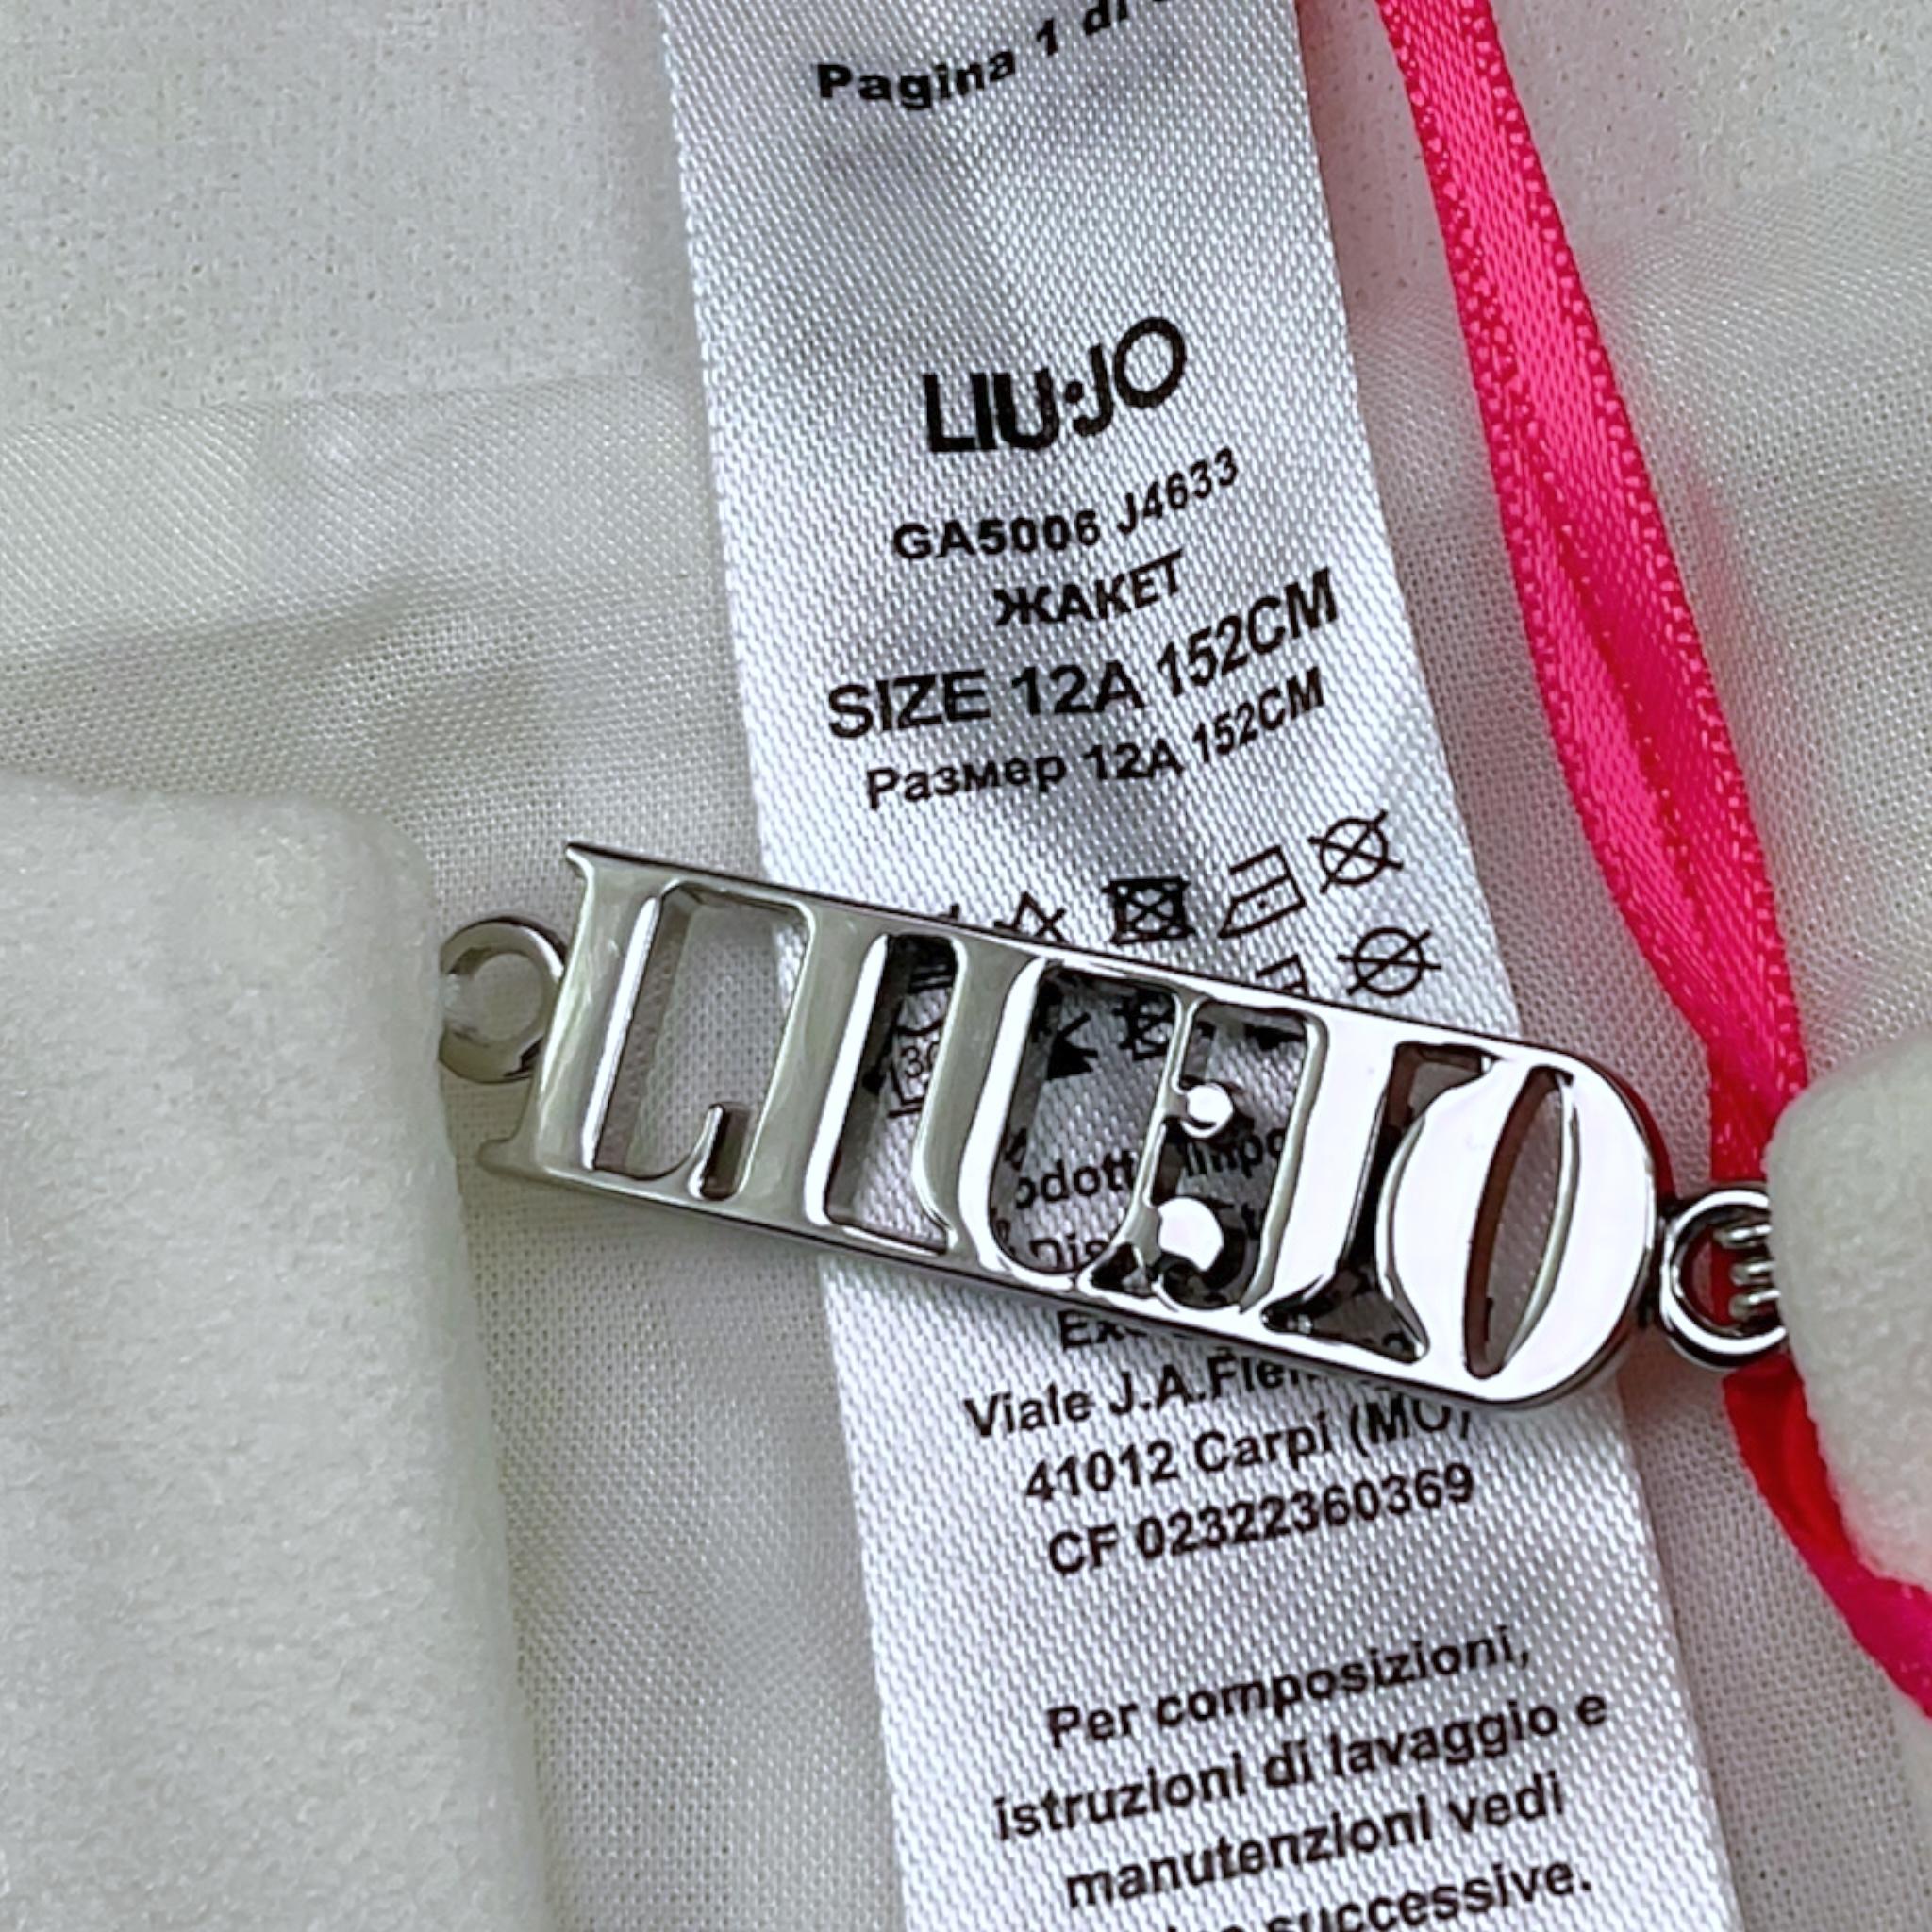 Pagina 1 di
LIU·JO
GA5006 J4633
ЖАКЕТ
SIZE 12A 152CM
Размер 12A 152CM
LIU·JO
Viale J.A.
41012 Carpi (MO)
CF 02322360369
Per composizioni,
istruzioni di lavaggio e
manutenzioni vedi
successive.